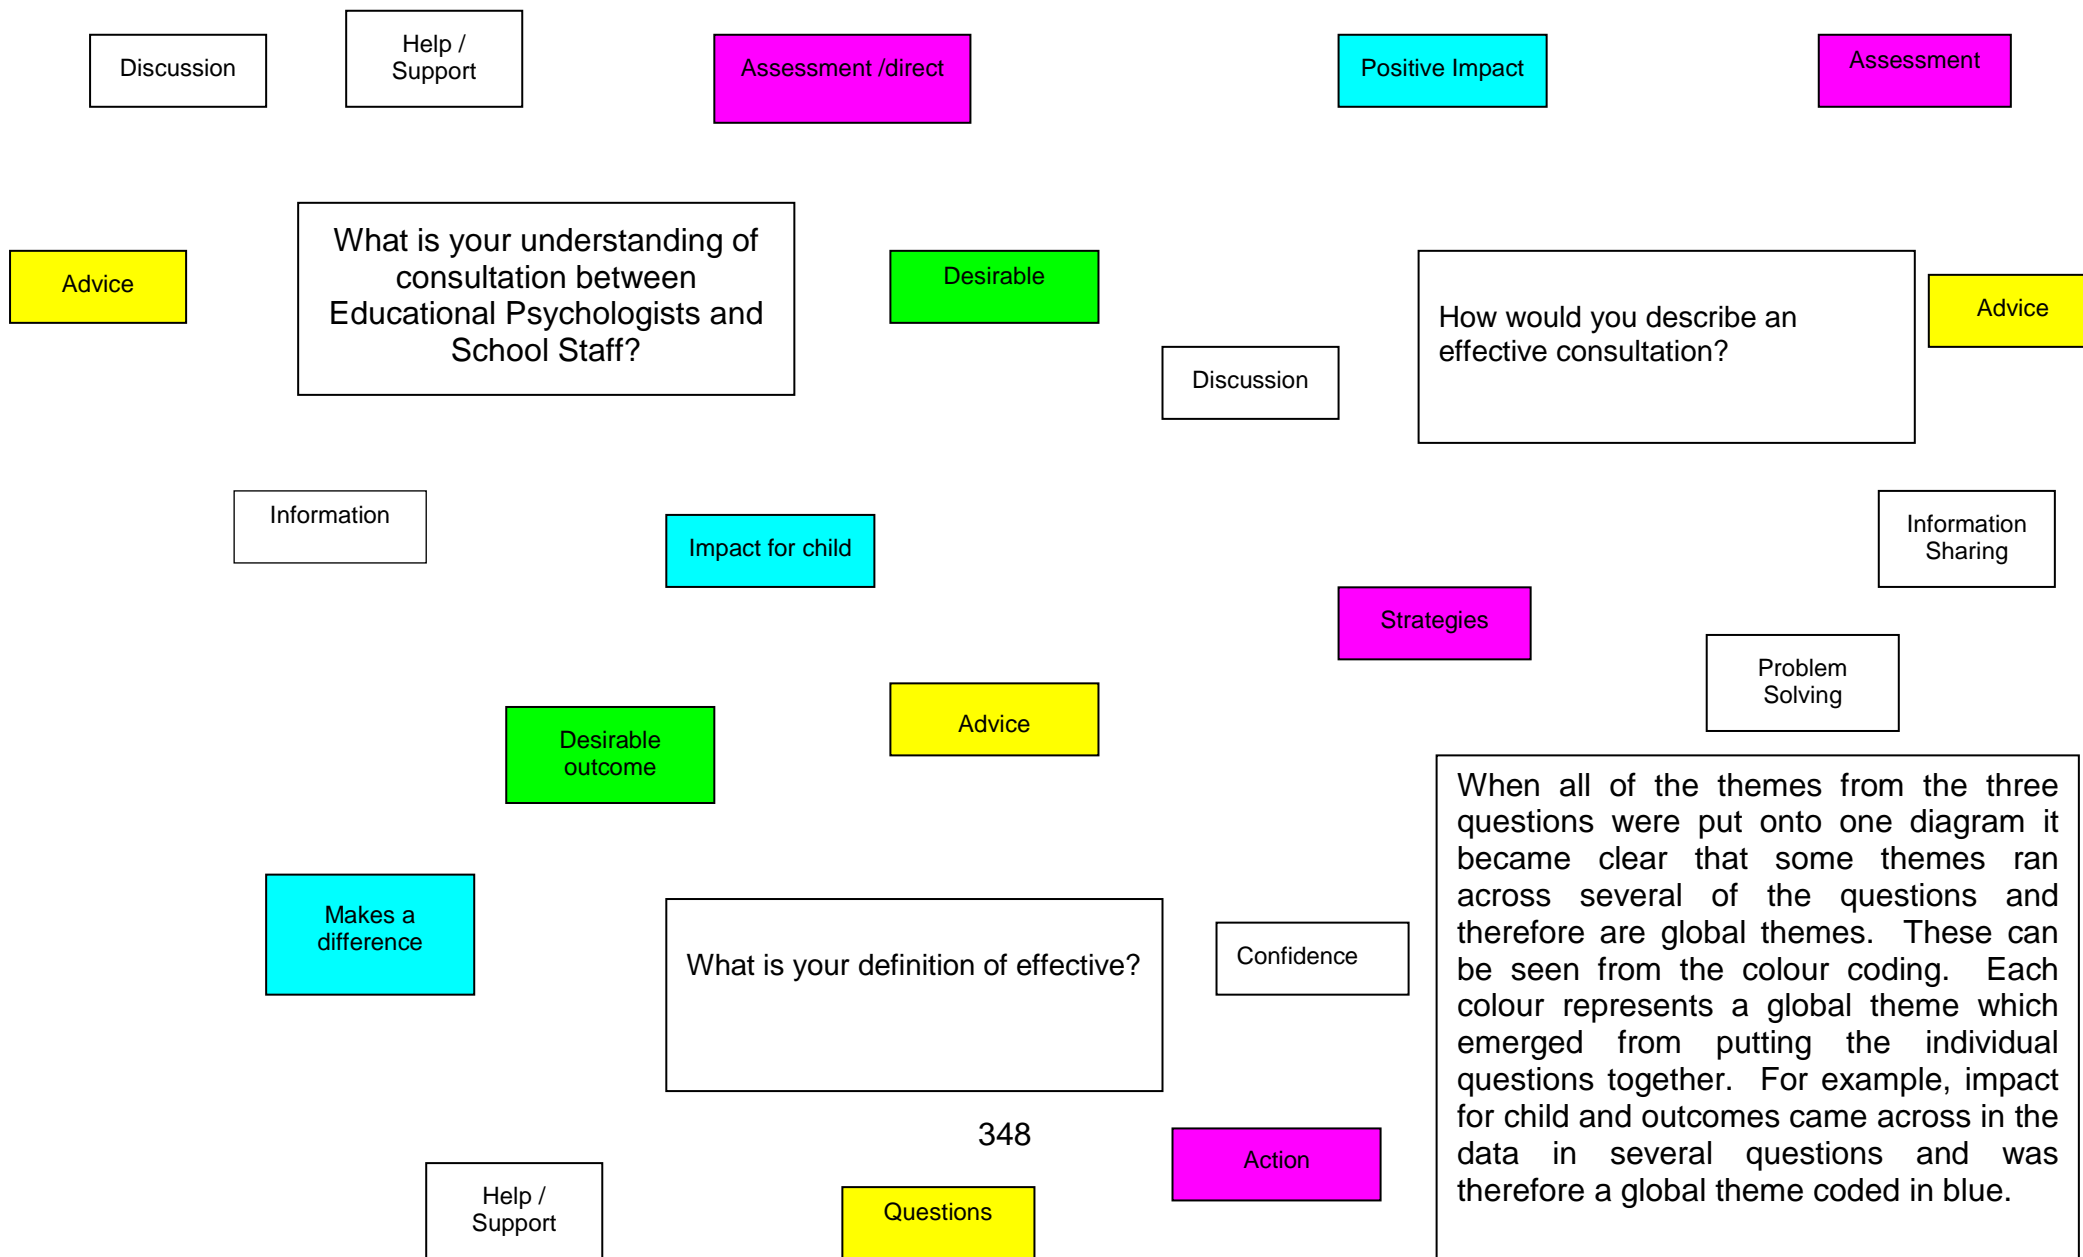 Discussion
Help /
Support
Assessment /direct
Positive Impact
Assessment
What is your understanding of
consultation between
Educational Psychologists and
School Staff?
Advice
Desirable
How would you describe an
effective consultation?
Advice
Discussion
Information
Impact for child
Information
Sharing
Strategies
Problem
Solving
Desirable
outcome
Advice
When all of the themes from the three
questions were put onto one diagram it
became clear that some themes ran
across several of the questions and
therefore are global themes. These can
be seen from the colour coding. Each
colour represents a global theme which
emerged from putting the individual
questions together. For example, impact
for child and outcomes came across in the
data in several questions and was
therefore a global theme coded in blue.
Makes a
difference
What is your definition of effective?
Confidence
348
Action
Help /
Support
Questions